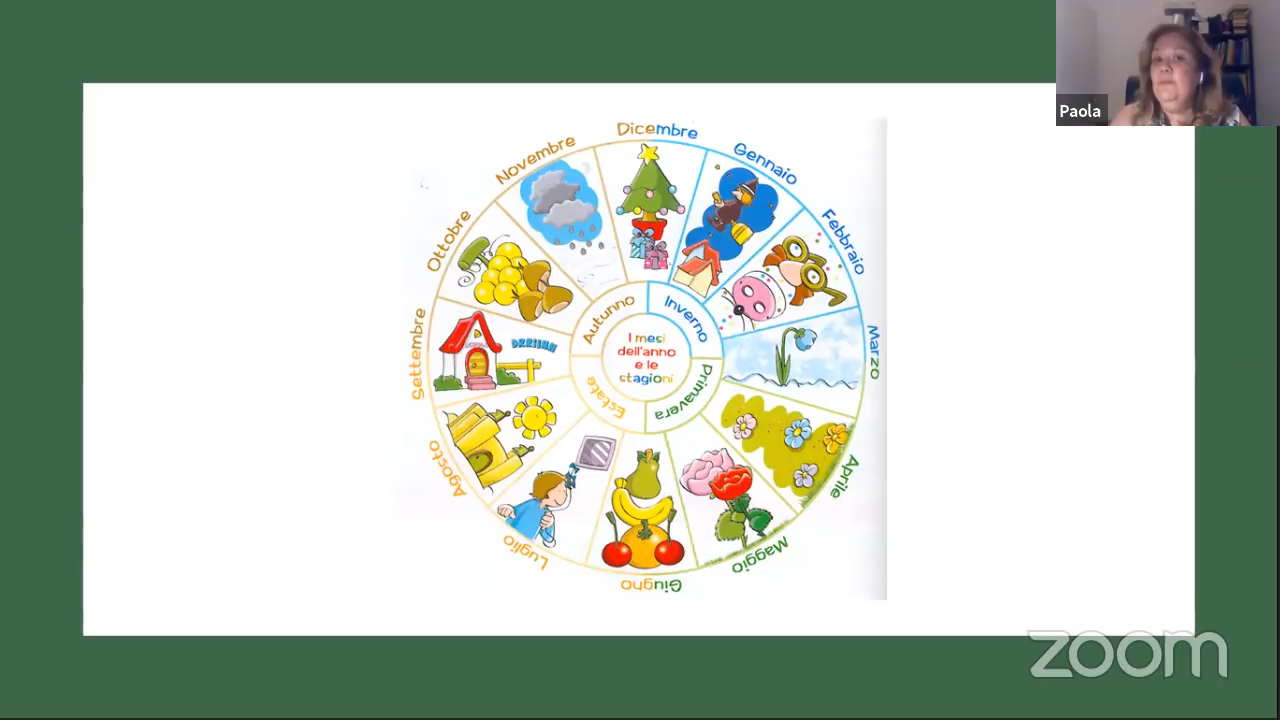 Paola
Dicembre
Gennaio
Febbraio
Marzo
Aprile
Maggio
Giugno
Luglio
Agosto
Settembre
Ottobre
Novembre
Autunno
Inverno
Primavera
Estate
I mesi
dell'anno
e le
stagioni
zoom